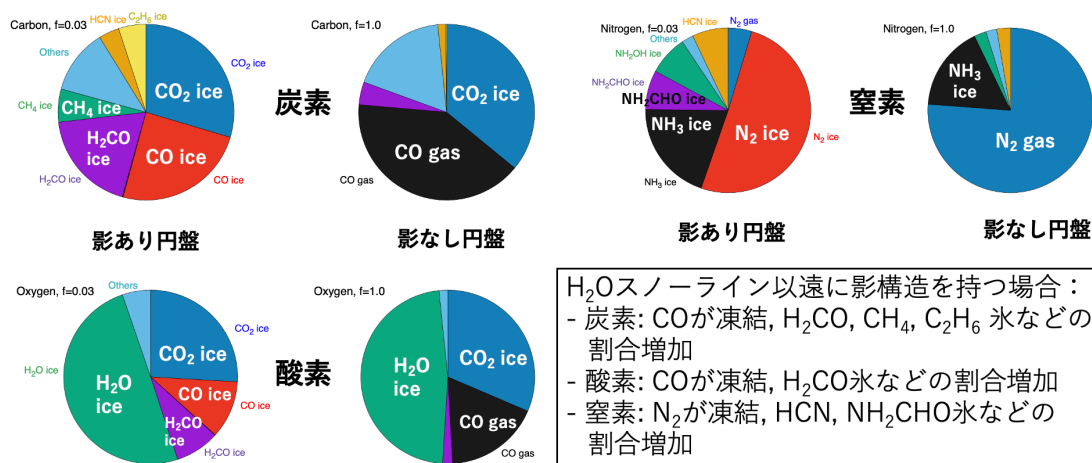 Carbon, f=0.03
HCN ice
C₂H₆ ice
Others
CO₂ ice
CO₂ ice
CH₄ ice
CH₄ ice
H₂CO
ice
CO ice
H₂CO ice
CO ice
炭素
Carbon, f=1.0
CO₂ ice
CO gas
CO gas
影あり円盤
影なし円盤
Nitrogen, f=0.03
HCN ice
N₂ gas
Others
NH₂OH ice
NH₂CHO ice
NH₂CHO ice
NH₃ ice
N₂ ice
N₂ ice
NH₃ ice
窒素
Nitrogen, f=1.0
NH₃
ice
N₂ gas
影あり円盤
影なし円盤
Oxygen, f=0.03
Others
CO₂ ice
CO₂ ice
H₂O ice
H₂O
ice
CO ice
CO ice
H₂CO
ice
H₂CO ice
酸素
Oxygen, f=1.0
H₂O
ice
CO₂ ice
CO gas
CO gas
H₂Oスノーライン以遠に影構造を持つ場合：
- 炭素: COが凍結, H₂CO, CH₄, C₂H₆ 氷などの
割合増加
- 酸素: COが凍結, H₂CO氷などの割合増加
- 窒素: N₂が凍結, HCN, NH₂CHO氷などの
割合増加